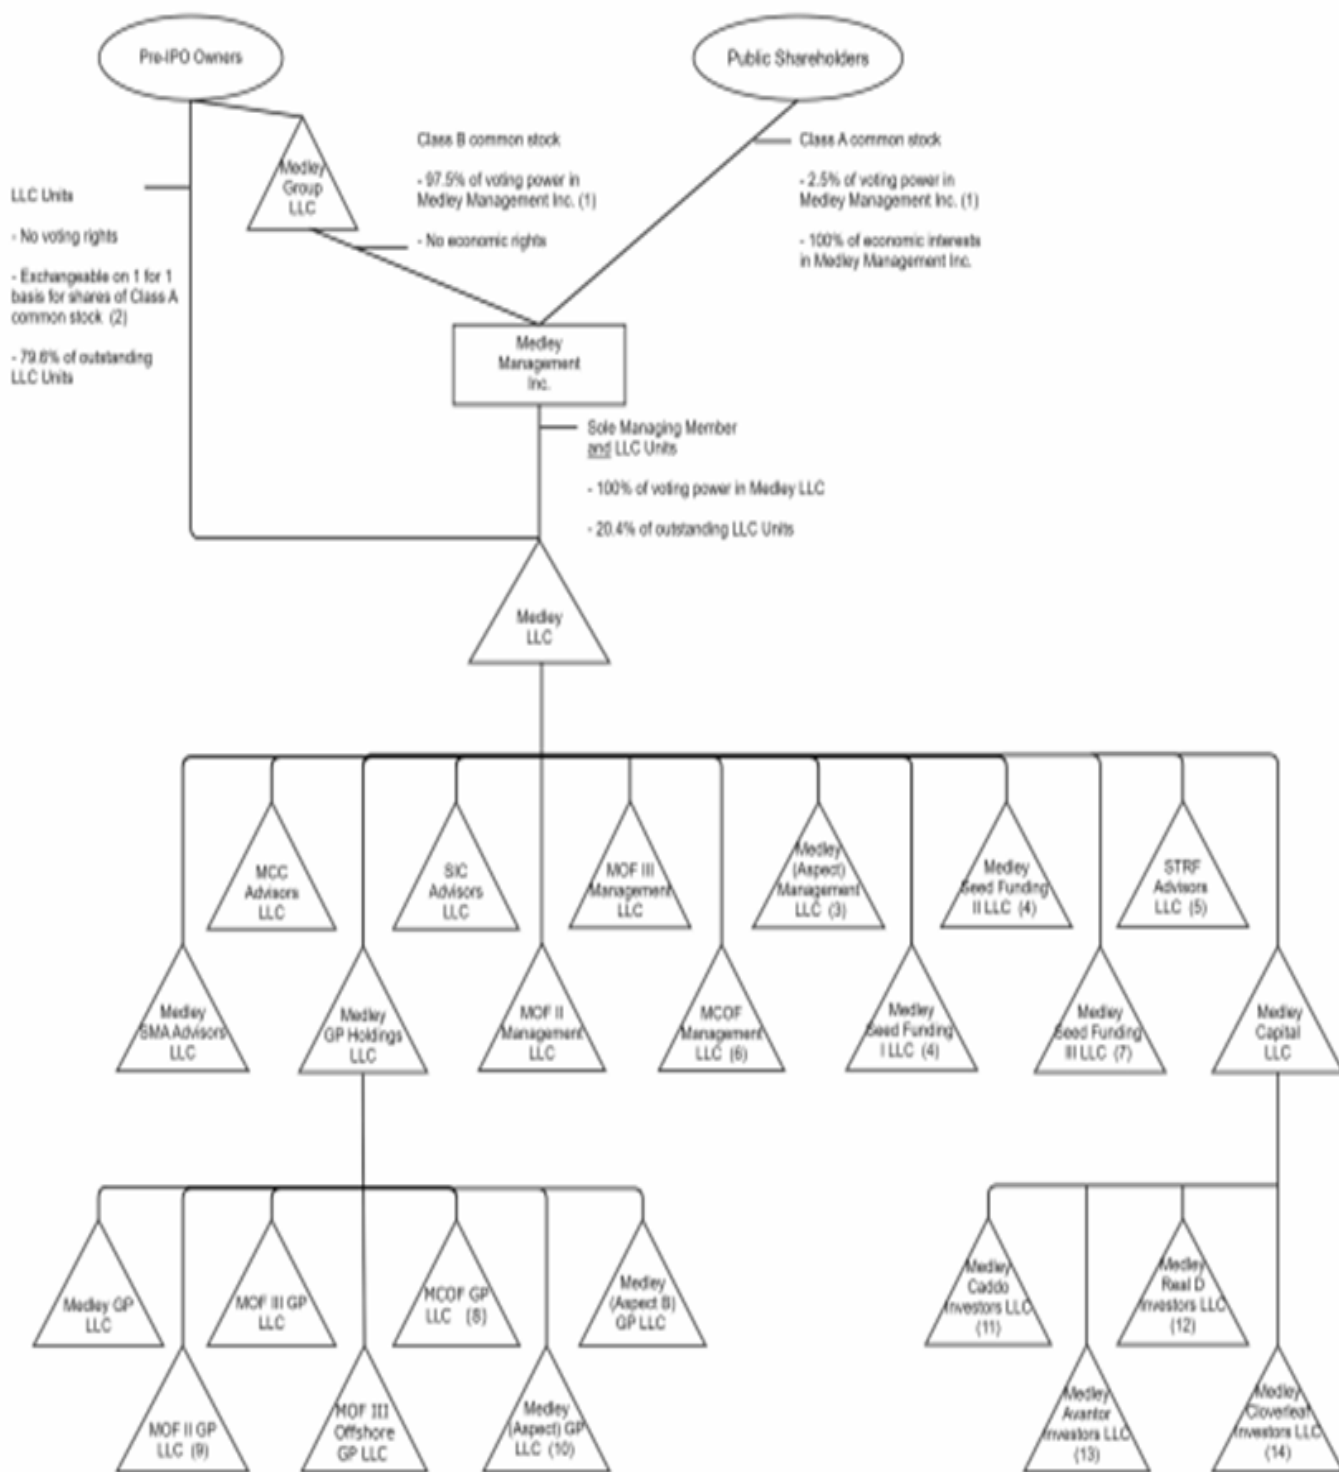 Pre-IPO Owners
Public Shareholders
Medley
Group
LLC
Class B common stock
- 97.5% of voting power in
Medley Management Inc. (1)
- No economic rights
Class A common stock
- 2.5% of voting power in
Medley Management Inc. (1)
- 100% of economic interests
in Medley Management Inc.
LLC Units
- No voting rights
- Exchangeable on 1 for 1
basis for shares of Class A
common stock (2)
- 79.6% of outstanding
LLC Units
Medley
Management
Inc.
Sole Managing Member
and LLC Units
- 100% of voting power in Medley LLC
- 20.4% of outstanding LLC Units
Medley
LLC
MCC
Advisors
LLC
SIC
Advisors
LLC
MOF III
Management
LLC
Medley
(Aspect)
Management
LLC (3)
Medley
Seed Funding
II LLC (4)
STRF
Advisors
LLC (5)
Medley
SMA Advisors
LLC
Medley
GP Holdings
LLC
MOF II
Management
LLC
MCOF
Management
LLC (6)
Medley
Seed Funding
I LLC (4)
Medley
Seed Funding
III LLC (7)
Medley
Capital
LLC
Medley GP
LLC
MOF III GP
LLC
MCOF GP
LLC (8)
Medley
(Aspect B)
GP LLC
Medley
Caddo
Investors LLC
(11)
Medley
Real D
Investors LLC
(12)
MOF II GP
LLC (9)
MOF III
Offshore
GP LLC
Medley
(Aspect) GP
LLC (10)
Medley
Avantor
Investors LLC
(13)
Medley
Cloverleaf
Investors LLC
(14)